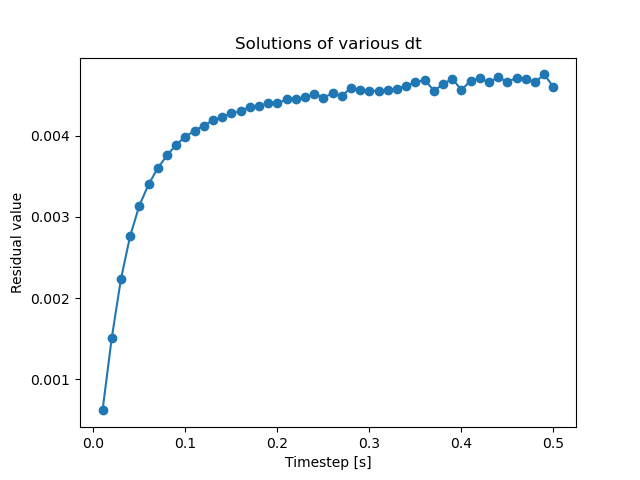 Solutions of various dt
Residual value
0.004
0.003
0.002
0.001
0.0 0.1 0.2 0.3 0.4 0.5
Timestep [s]